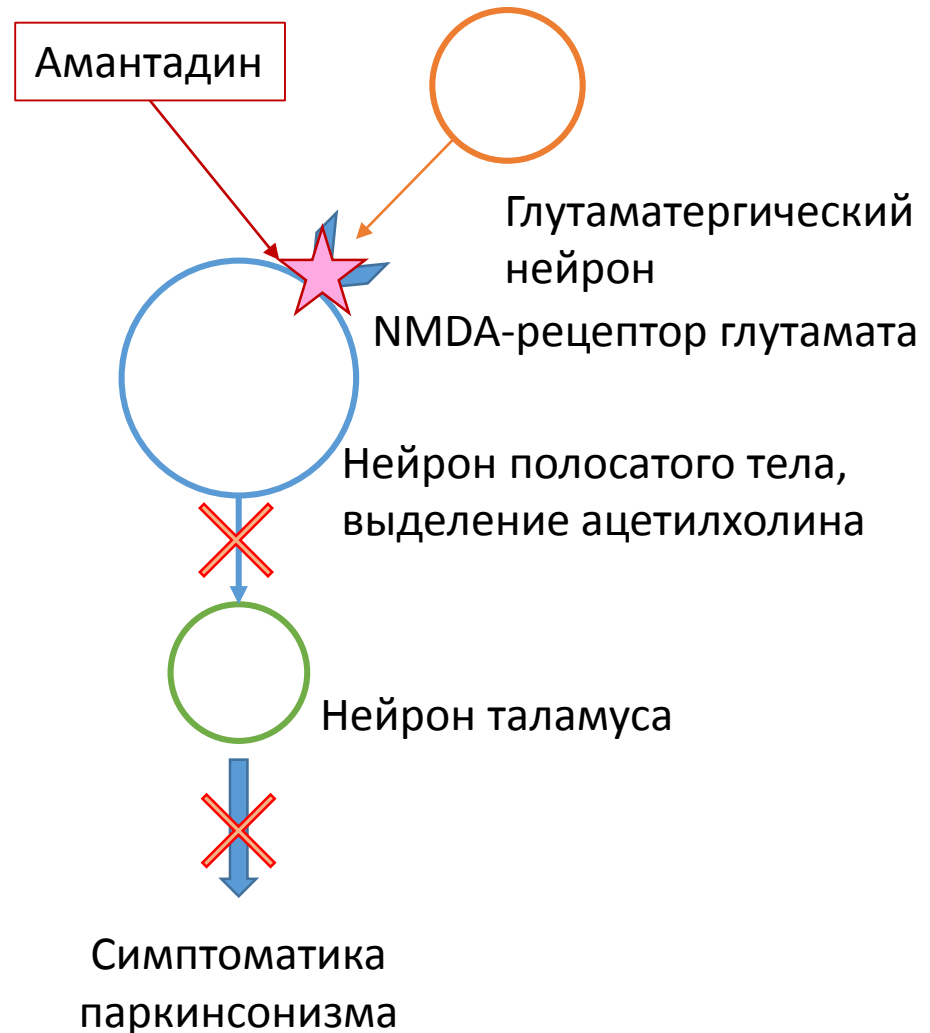 Амантадин
Глутаматергический
нейрон
NMDA-рецептор глутамата
Нейрон полосатого тела,
выделение ацетилхолина
Нейрон таламуса
Симптоматика
паркинсонизма